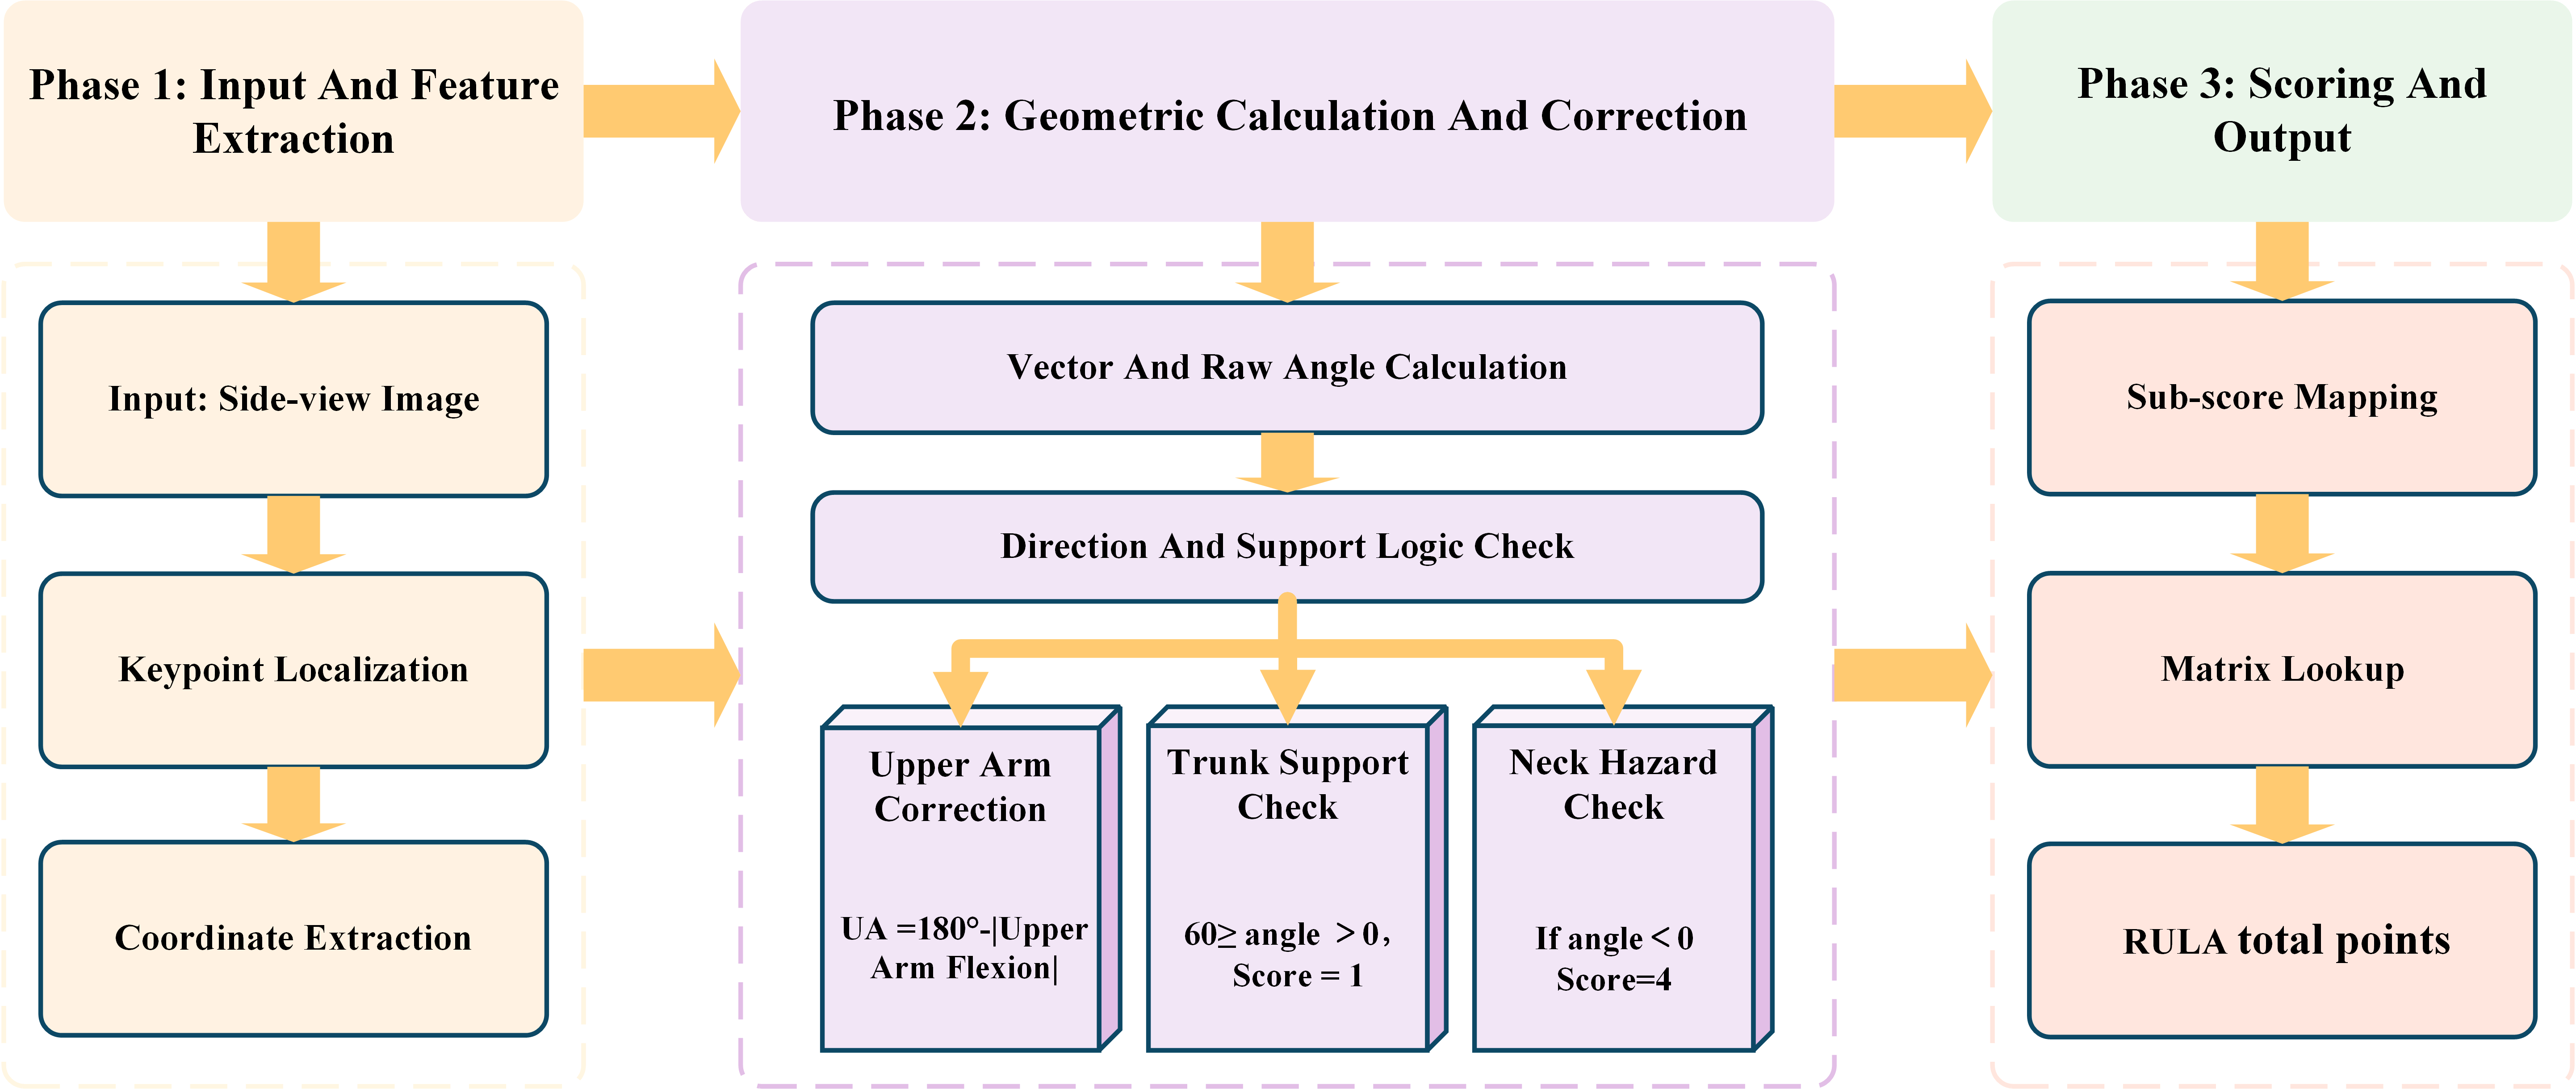 Phase 1: Input And Feature
Extraction
Phase 2: Geometric Calculation And Correction
Phase 3: Scoring And
Output
Input: Side-view Image
Keypoint Localization
Coordinate Extraction
Vector And Raw Angle Calculation
Direction And Support Logic Check
Upper Arm
Correction
UA =180°-|Upper
Arm Flexion|
Trunk Support
Check
60≥ angle ＞0，
Score = 1
Neck Hazard
Check
If angle＜0
Score=4
Sub-score Mapping
Matrix Lookup
RULA total points